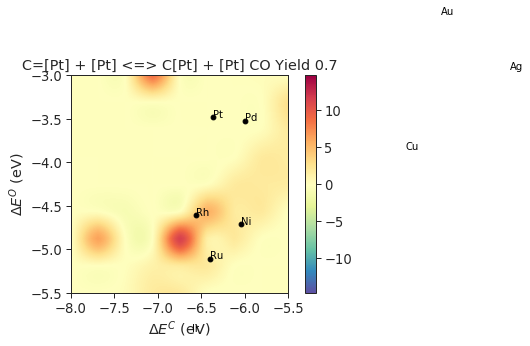 Au
Ag
C=[Pt] + [Pt] <=> C[Pt] + [Pt] CO Yield 0.7
Cu
−3.0
−3.5
−4.0
−4.5
−5.0
−5.5
ΔE^O (eV)
Pt
Pd
Rh
Ni
Ru
10
5
0
−5
−10
−8.0 −7.5 −7.0 −6.5 −6.0 −5.5
ΔE^C (eV)
Ir